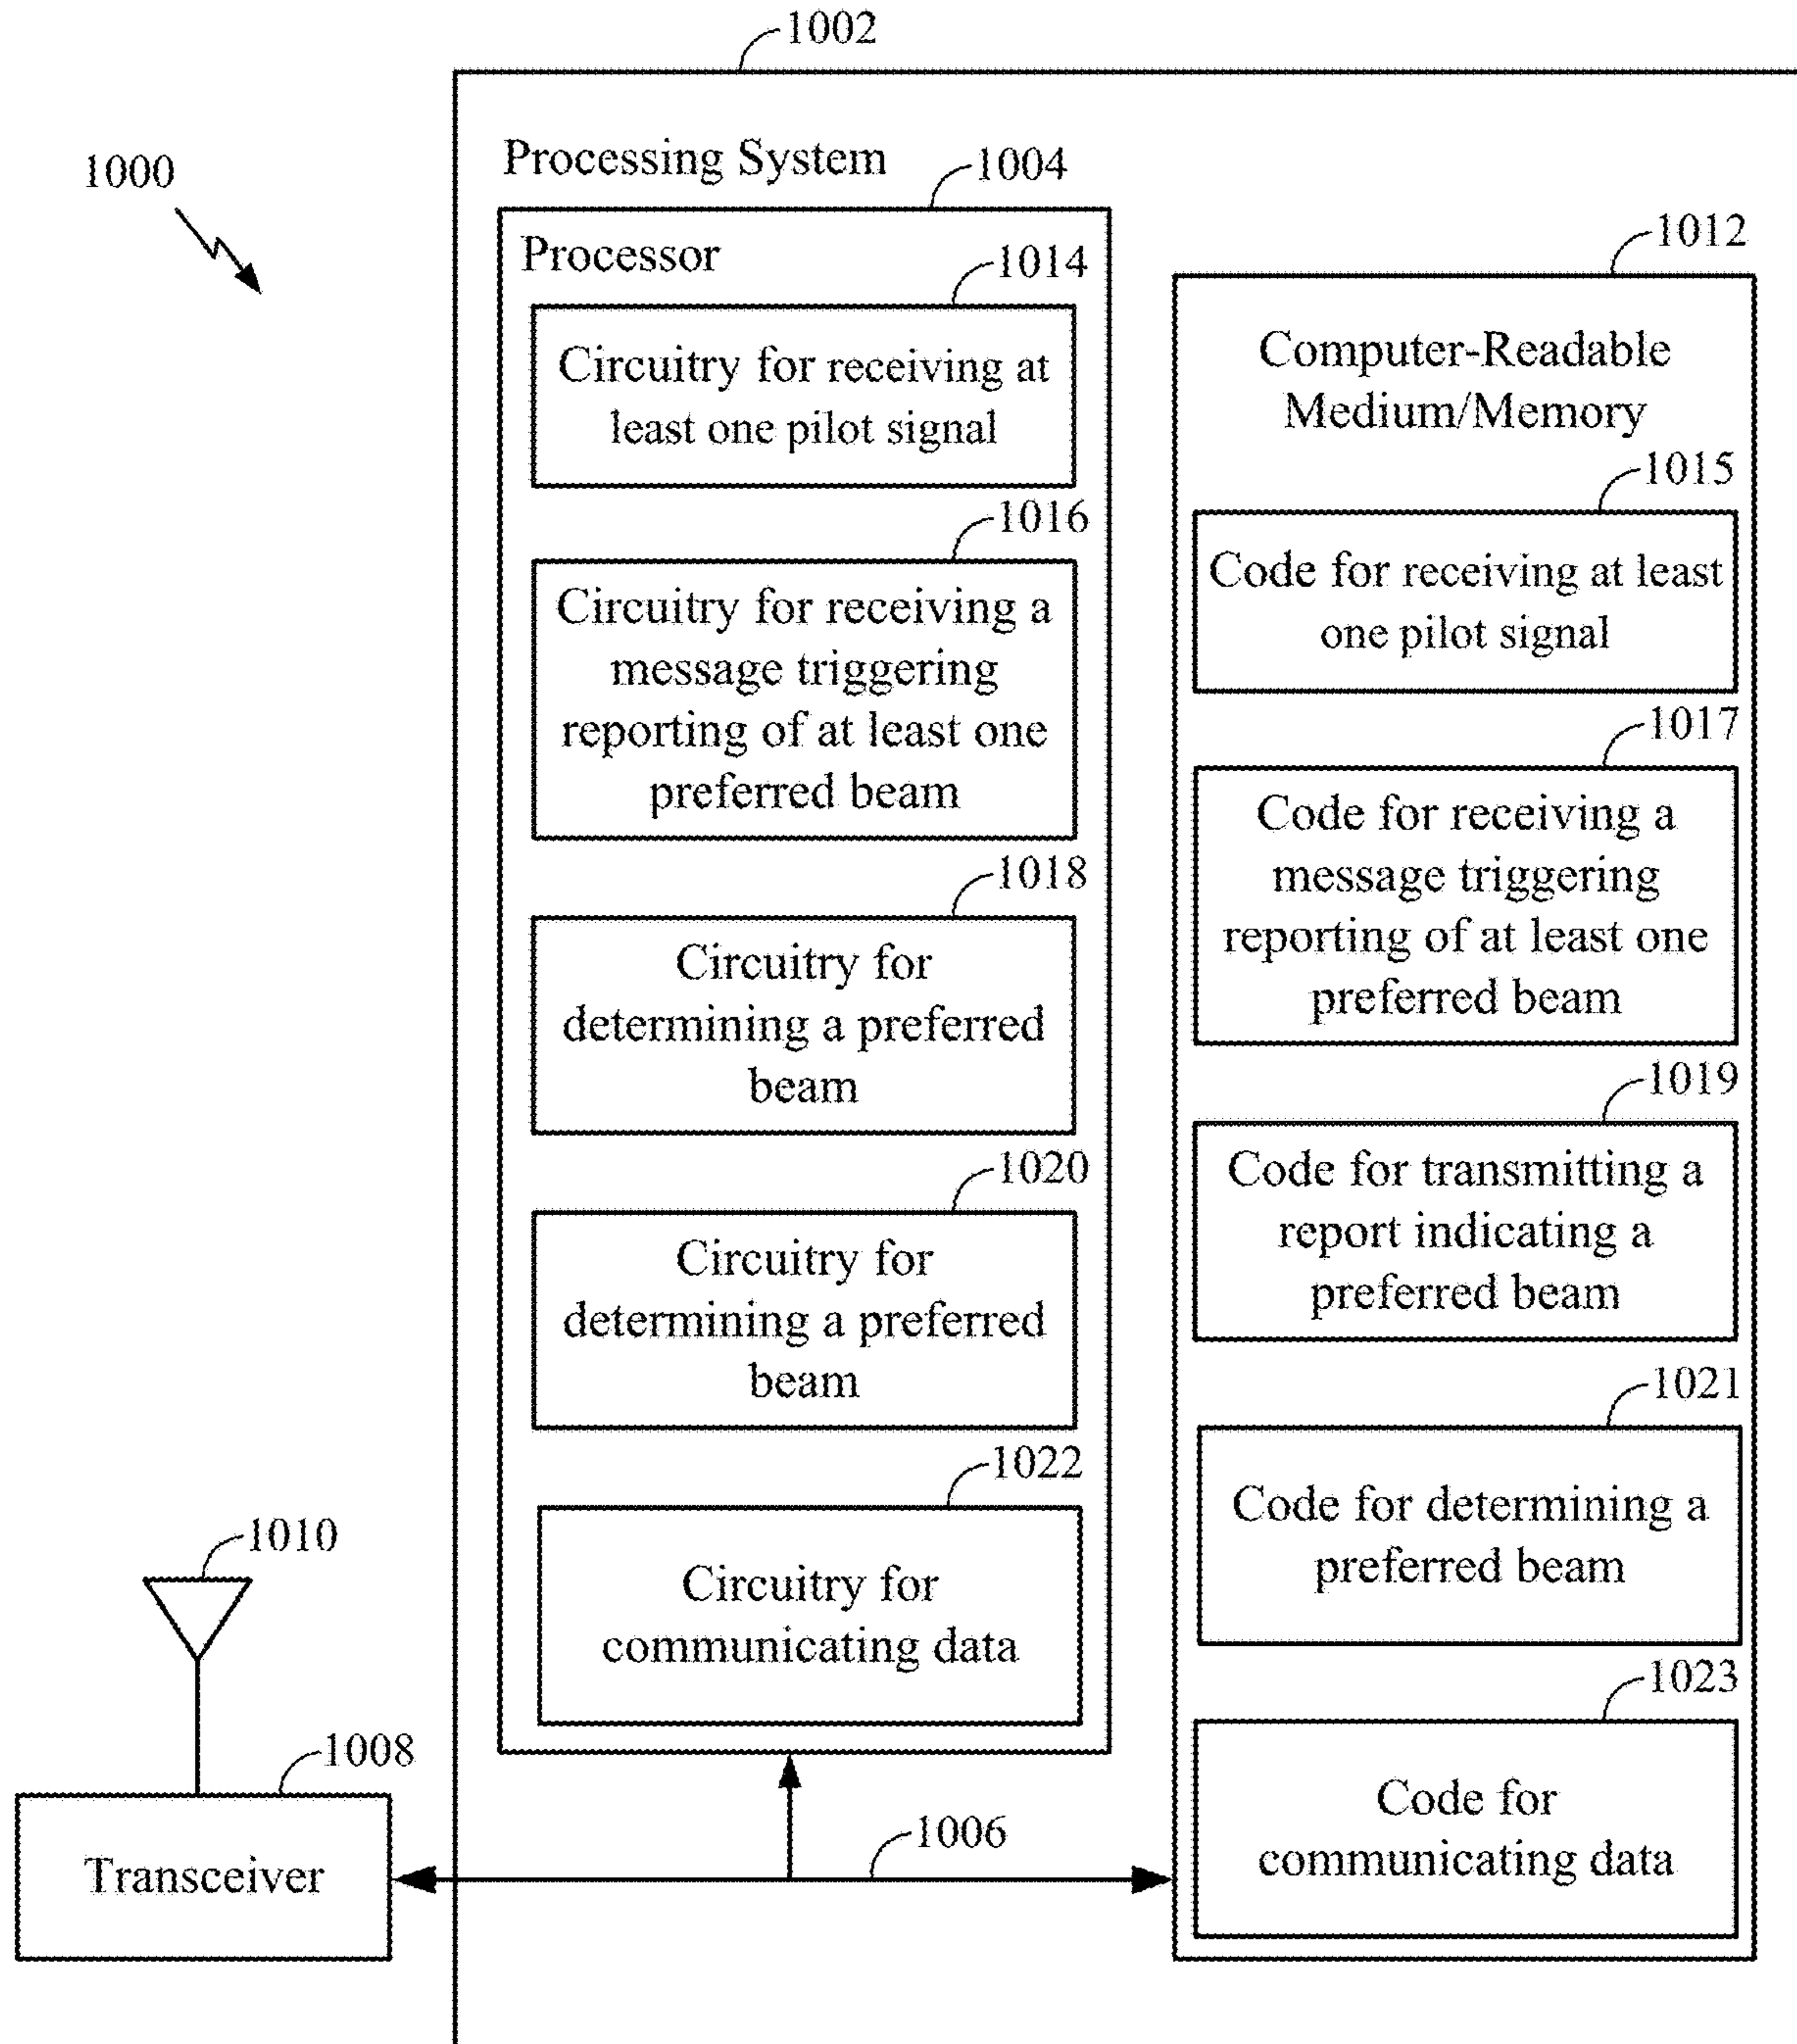 1002
1000
Processing System
1004
Processor
1014
Circuitry for receiving at
least one pilot signal
1016
Circuitry for receiving a
message triggering
reporting of at least one
preferred beam
1018
Circuitry for
determining a preferred
beam
1020
Circuitry for
determining a preferred
beam
1022
Circuitry for
communicating data
1012
Computer-Readable
Medium/Memory
1015
Code for receiving at least
one pilot signal
1017
Code for receiving a
message triggering
reporting of at least one
preferred beam
1019
Code for transmitting a
report indicating a
preferred beam
1021
Code for determining a
preferred beam
1023
Code for
communicating data
1010
1008
Transceiver
1006